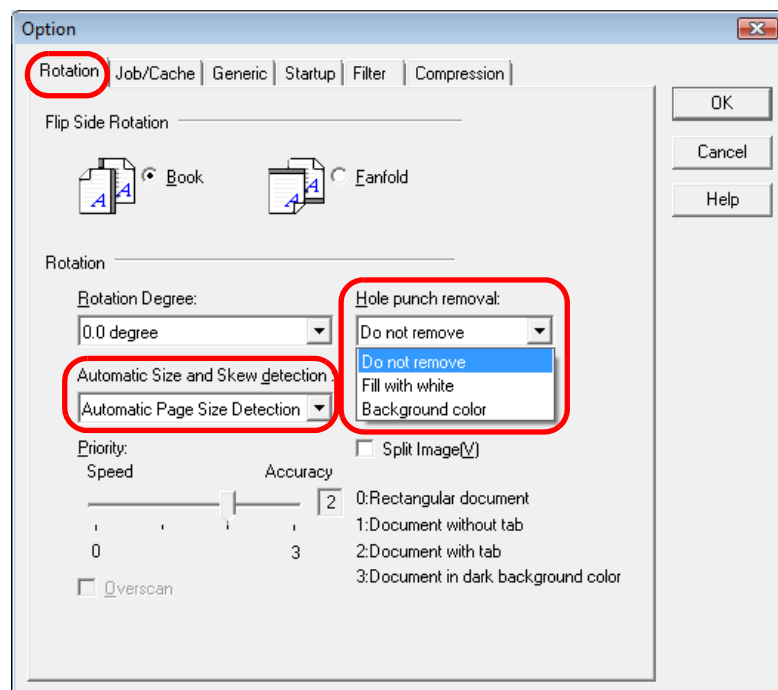 Option
Rotation Job/Cache Generic Startup Filter Compression
OK
Cancel
Help
Flip Side Rotation
A A Book A A Fanfold
Rotation
Rotation Degree:
0.0 degree
Automatic Size and Skew detection :
Automatic Page Size Detection
Hole punch removal:
Do not remove
Do not remove
Fill with white
Background color
Split Image(V)
Priority:
Speed Accuracy
2
0 3
Overscan
0:Rectangular document
1:Document without tab
2:Document with tab
3:Document in dark background color